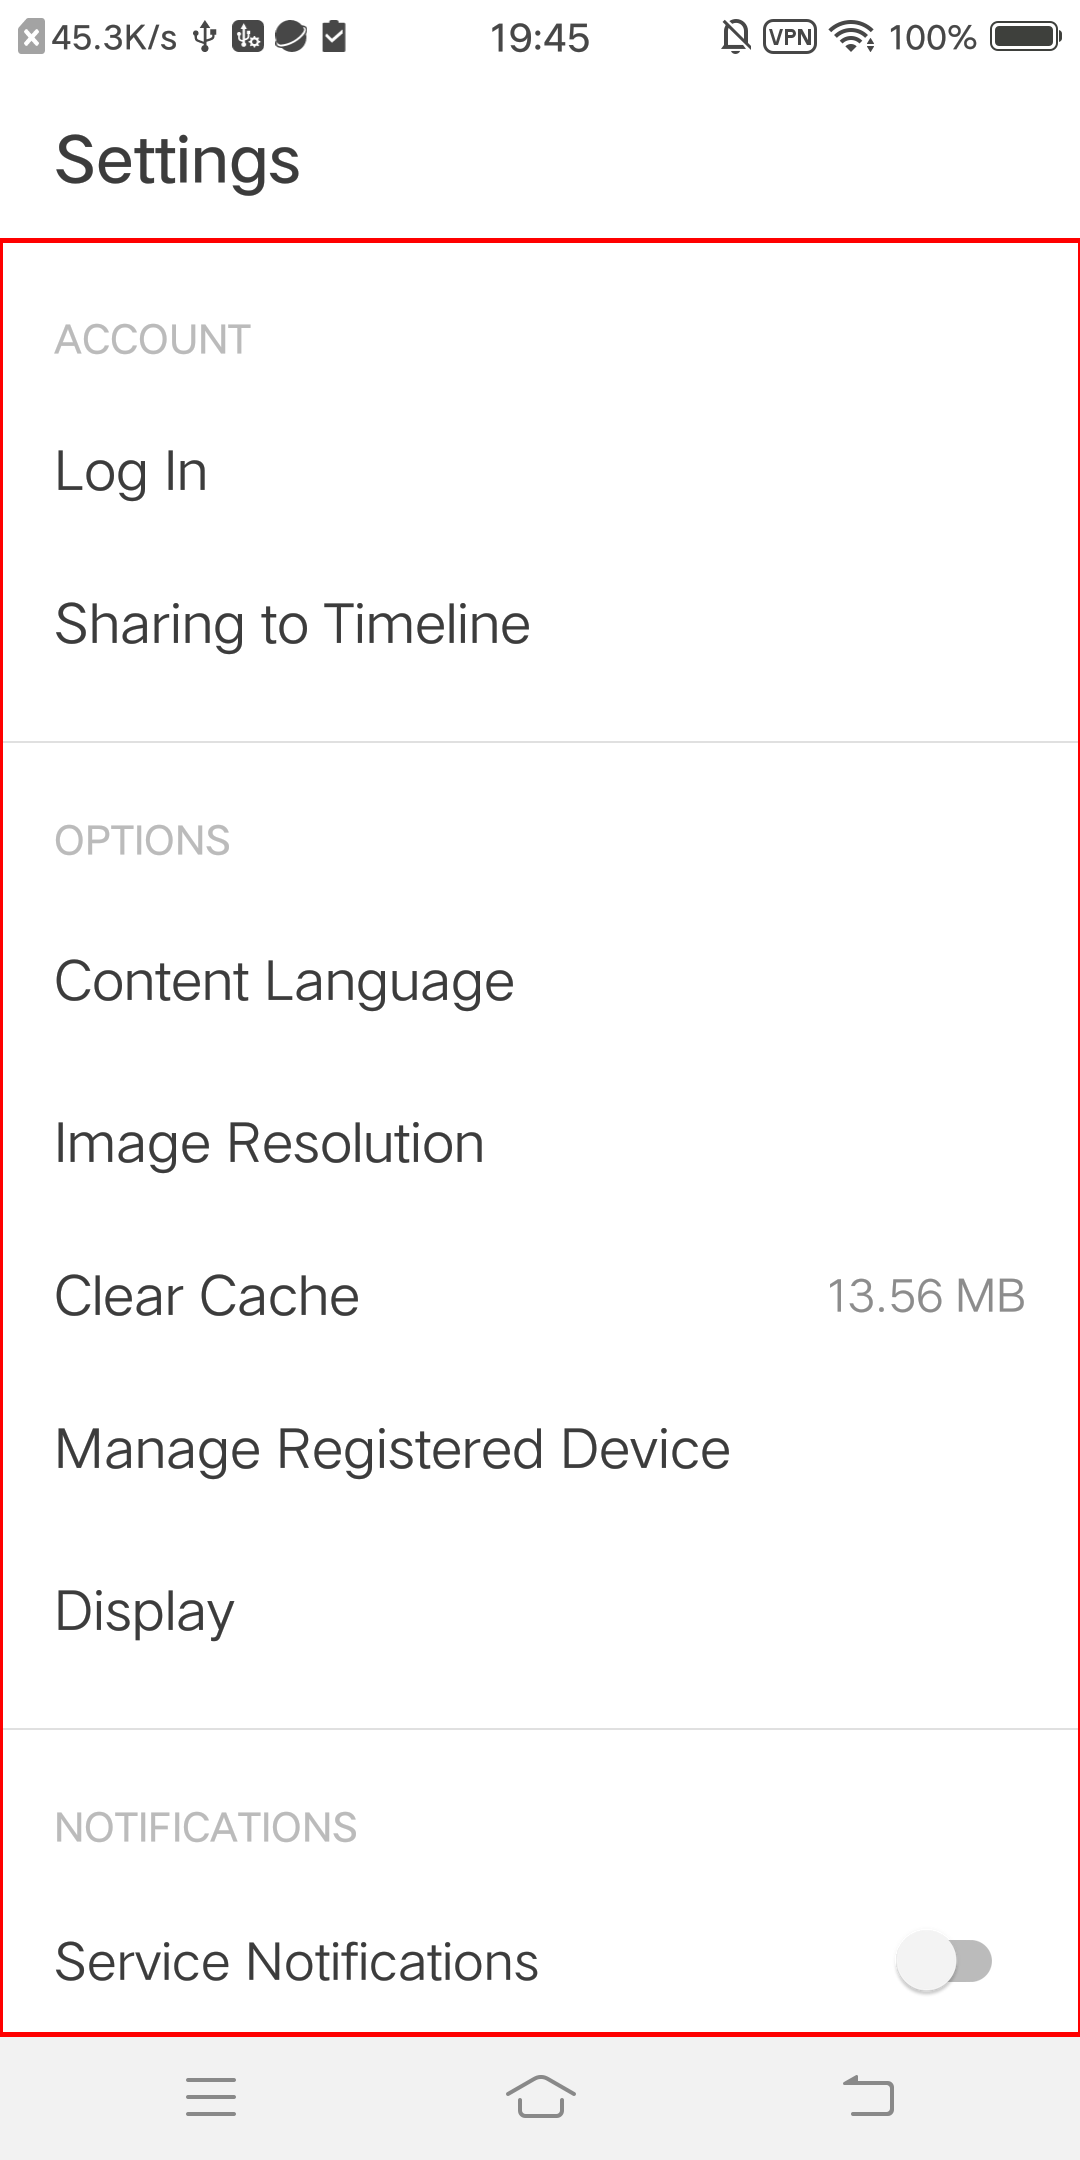 45.3K/s 19:45 VPN 100%
Settings
ACCOUNT
Log In
Sharing to Timeline
OPTIONS
Content Language
Image Resolution
Clear Cache 13.56 MB
Manage Registered Device
Display
NOTIFICATIONS
Service Notifications